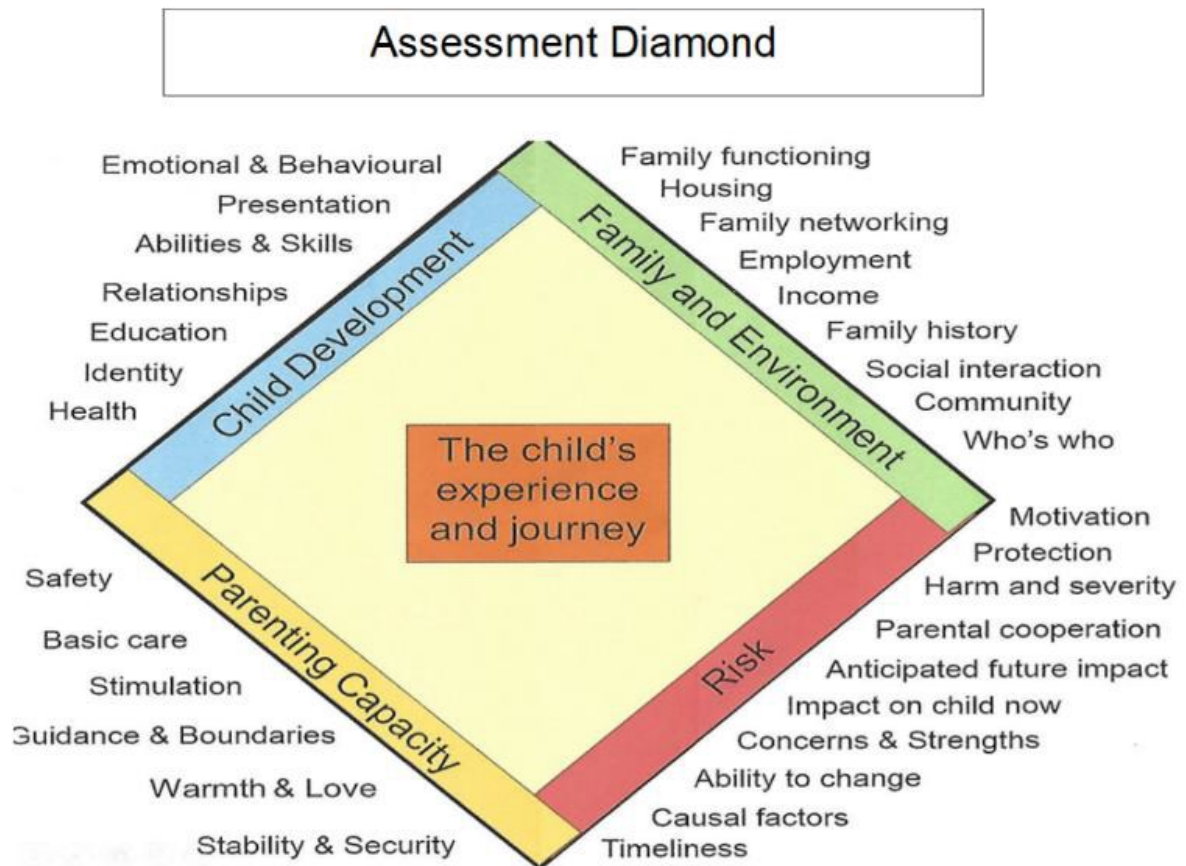 Assessment Diamond
Emotional & Behavioural
Presentation
Abilities & Skills
Relationships
Education
Identity
Health
Child Development
Family functioning
Housing
Family networking
Employment
Income
Family history
Social interaction
Community
Who's who
Family and Environment
The child's
experience
and journey
Safety
Basic care
Stimulation
Guidance & Boundaries
Warmth & Love
Stability & Security
Parenting Capacity
Motivation
Protection
Harm and severity
Parental cooperation
Anticipated future impact
Impact on child now
Concerns & Strengths
Ability to change
Causal factors
Timeliness
Risk